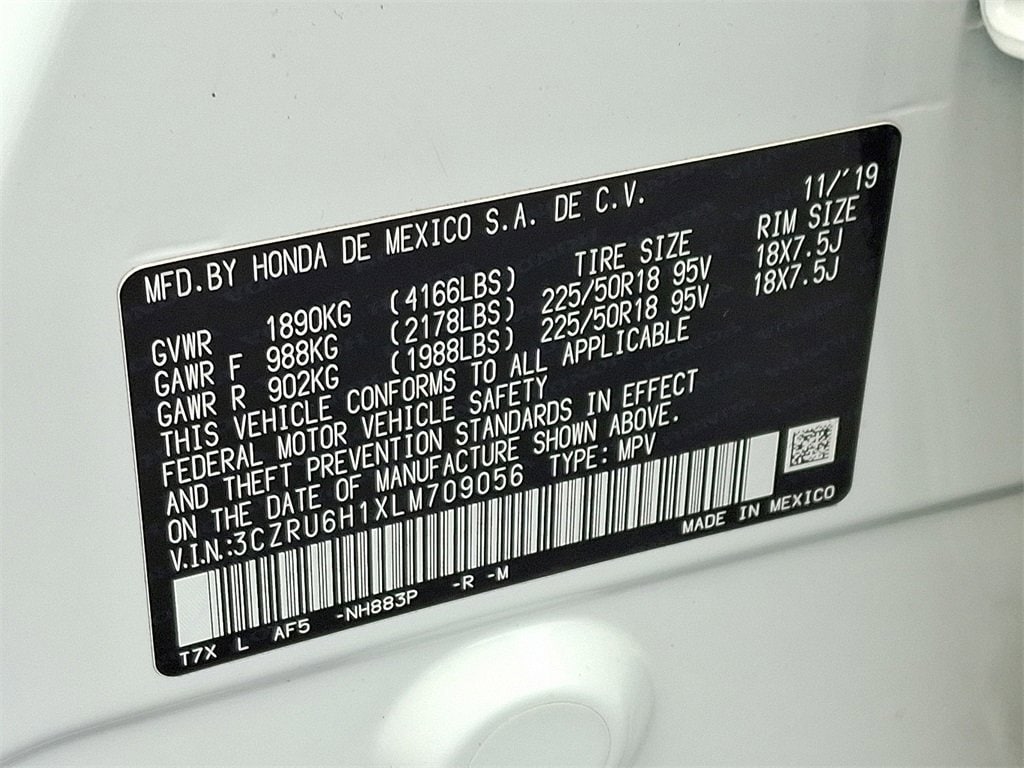 MFD.BY HONDA DE MEXICO S.A. DE C.V. 11/'19
TIRE SIZE RIM SIZE
GVWR 1890KG (4166LBS)
GAWR F 988KG (2178LBS) 225/50R18 95V 18X7.5J
GAWR R 902KG (1988LBS) 225/50R18 95V 18X7.5J
THIS VEHICLE CONFORMS TO ALL APPLICABLE
FEDERAL MOTOR VEHICLE SAFETY
AND THEFT PREVENTION STANDARDS IN EFFECT
ON THE DATE OF MANUFACTURE SHOWN ABOVE.
V.I.N.:3CZRU6H1XLM709056 TYPE: MPV
MADE IN MEXICO
T7X L AF5 -NH883P -R -M